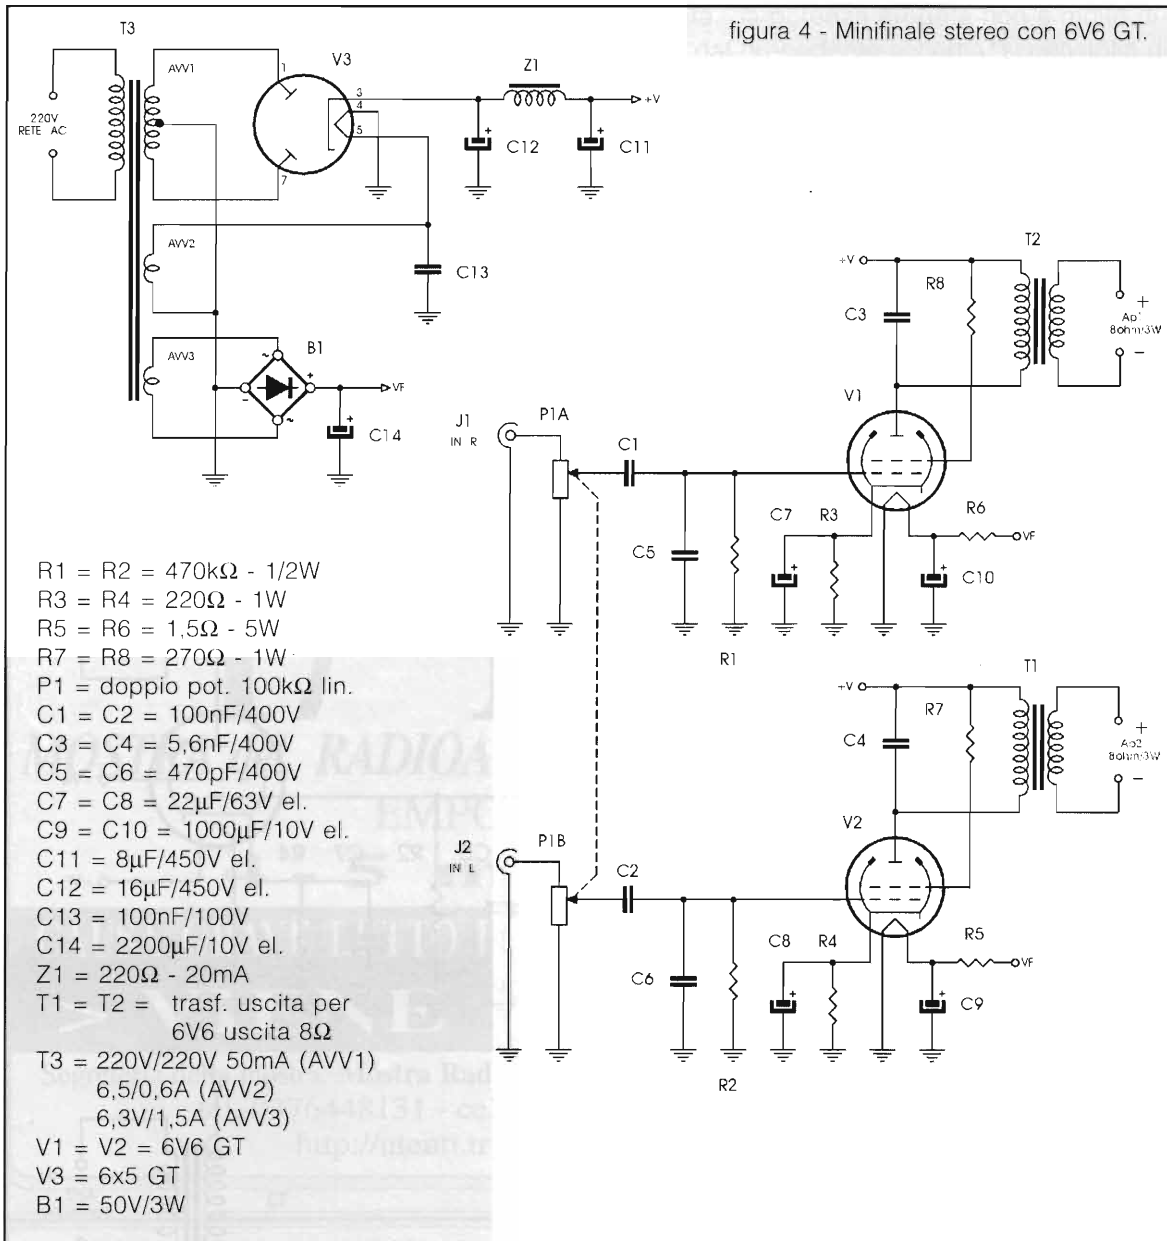 figura 4 - Minifinale stereo con 6V6 GT.
T3
AVV1
1
V3
3
4
5
7
Z1
+V
220V
RETE AC
+
C12
+
C11
AVV2
C13
AVV3
B1
~
+
-
~
VF
+
C14
T2
+V
R8
C3
+
Ap1
8ohm/3W
-
V1
J1
IN R
P1A
C1
C7
R3
R6
VF
C5
+
+
C10
R1
T1
+V
R7
C4
+
Ap2
8ohm/3W
-
V2
J2
IN L
P1B
C2
C8
R4
R5
VF
C6
+
+
C9
R2
R1 = R2 = 470kΩ - 1/2W
R3 = R4 = 220Ω - 1W
R5 = R6 = 1,5Ω - 5W
R7 = R8 = 270Ω - 1W
P1 = doppio pot. 100kΩ lin.
C1 = C2 = 100nF/400V
C3 = C4 = 5,6nF/400V
C5 = C6 = 470pF/400V
C7 = C8 = 22µF/63V el.
C9 = C10 = 1000µF/10V el.
C11 = 8µF/450V el.
C12 = 16µF/450V el.
C13 = 100nF/100V
C14 = 2200µF/10V el.
Z1 = 220Ω - 20mA
T1 = T2 = trasf. uscita per
6V6 uscita 8Ω
T3 = 220V/220V 50mA (AVV1)
6,5/0,6A (AVV2)
6,3V/1,5A (AVV3)
V1 = V2 = 6V6 GT
V3 = 6x5 GT
B1 = 50V/3W